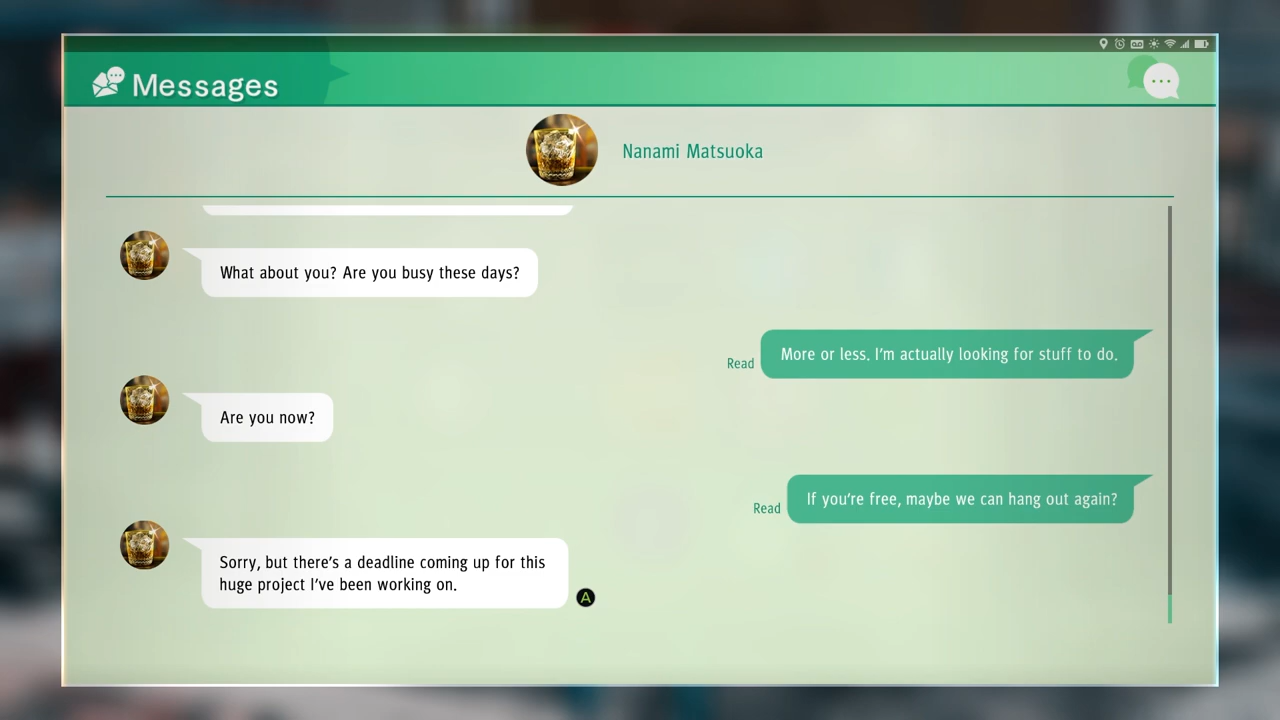 Messages
Nanami Matsuoka
What about you? Are you busy these days?
More or less. I'm actually looking for stuff to do.
Read
Are you now?
If you're free, maybe we can hang out again?
Read
Sorry, but there's a deadline coming up for this
huge project I've been working on.
A